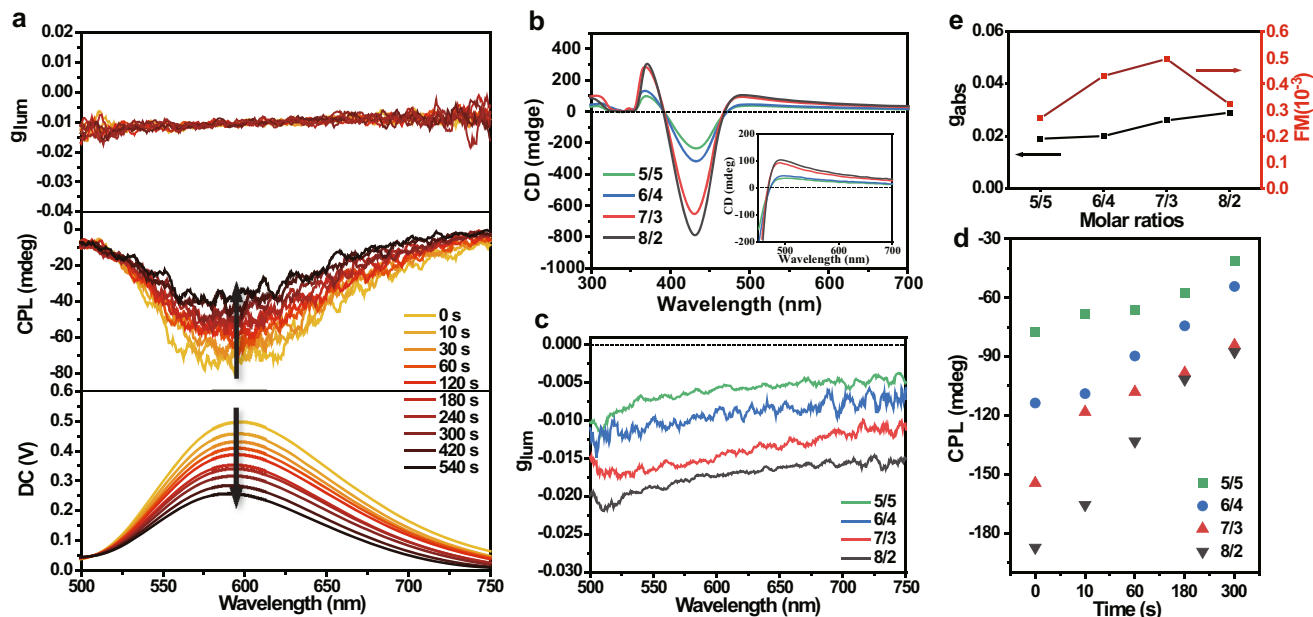 a
0.02
0.01
0.00
-0.01
-0.02
-0.03
-0.04
glum
0
-20
-40
-60
-80
CPL (mdeg)
0 s
10 s
30 s
60 s
120 s
180 s
240 s
300 s
420 s
540 s
0.6
0.5
0.4
0.3
0.2
0.1
0.0
DC (V)
500 550 600 650 700 750
Wavelength (nm)
b
400
200
0
-200
-400
-600
-800
-1000
CD (mdge)
5/5
6/4
7/3
8/2
200
100
0
-100
-200
CD (mdeg)
500 600 700
Wavelength (nm)
300 400 500 600 700
Wavelength (nm)
c
0.000
-0.005
-0.010
-0.015
-0.020
-0.025
-0.030
glum
5/5
6/4
7/3
8/2
500 550 600 650 700 750
Wavelength (nm)
e
0.06
0.04
0.02
0.00
gabs
0.6
0.5
0.4
0.3
0.2
0.1
0.0
FM(10-3)
5/5 6/4 7/3 8/2
Molar ratios
d
-30
-60
-90
-120
-150
-180
CPL (mdeg)
5/5
6/4
7/3
8/2
0 10 60 180 300
Time (s)